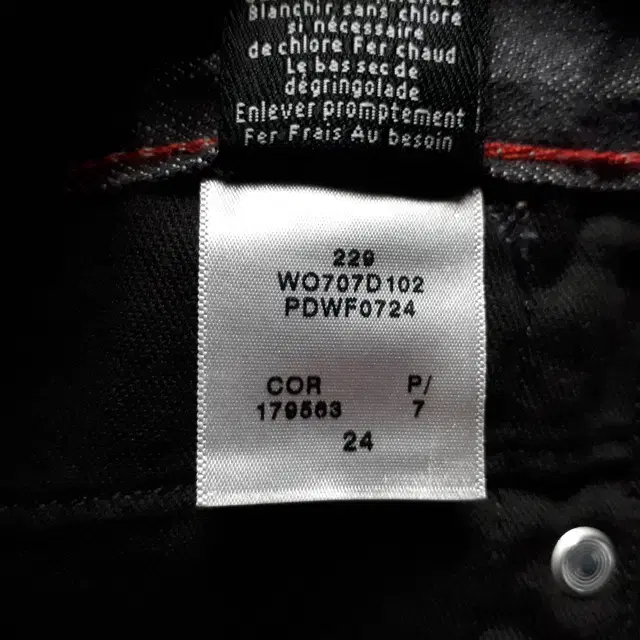 Blanchir sans chlore
si nécessaire
de chlore Fer chaud
Le bas sec de
dégringolade
Enlever promptement
Fer Frais Au besoin
229
WO707D102
PDWF0724
COR P/
179563 7
24